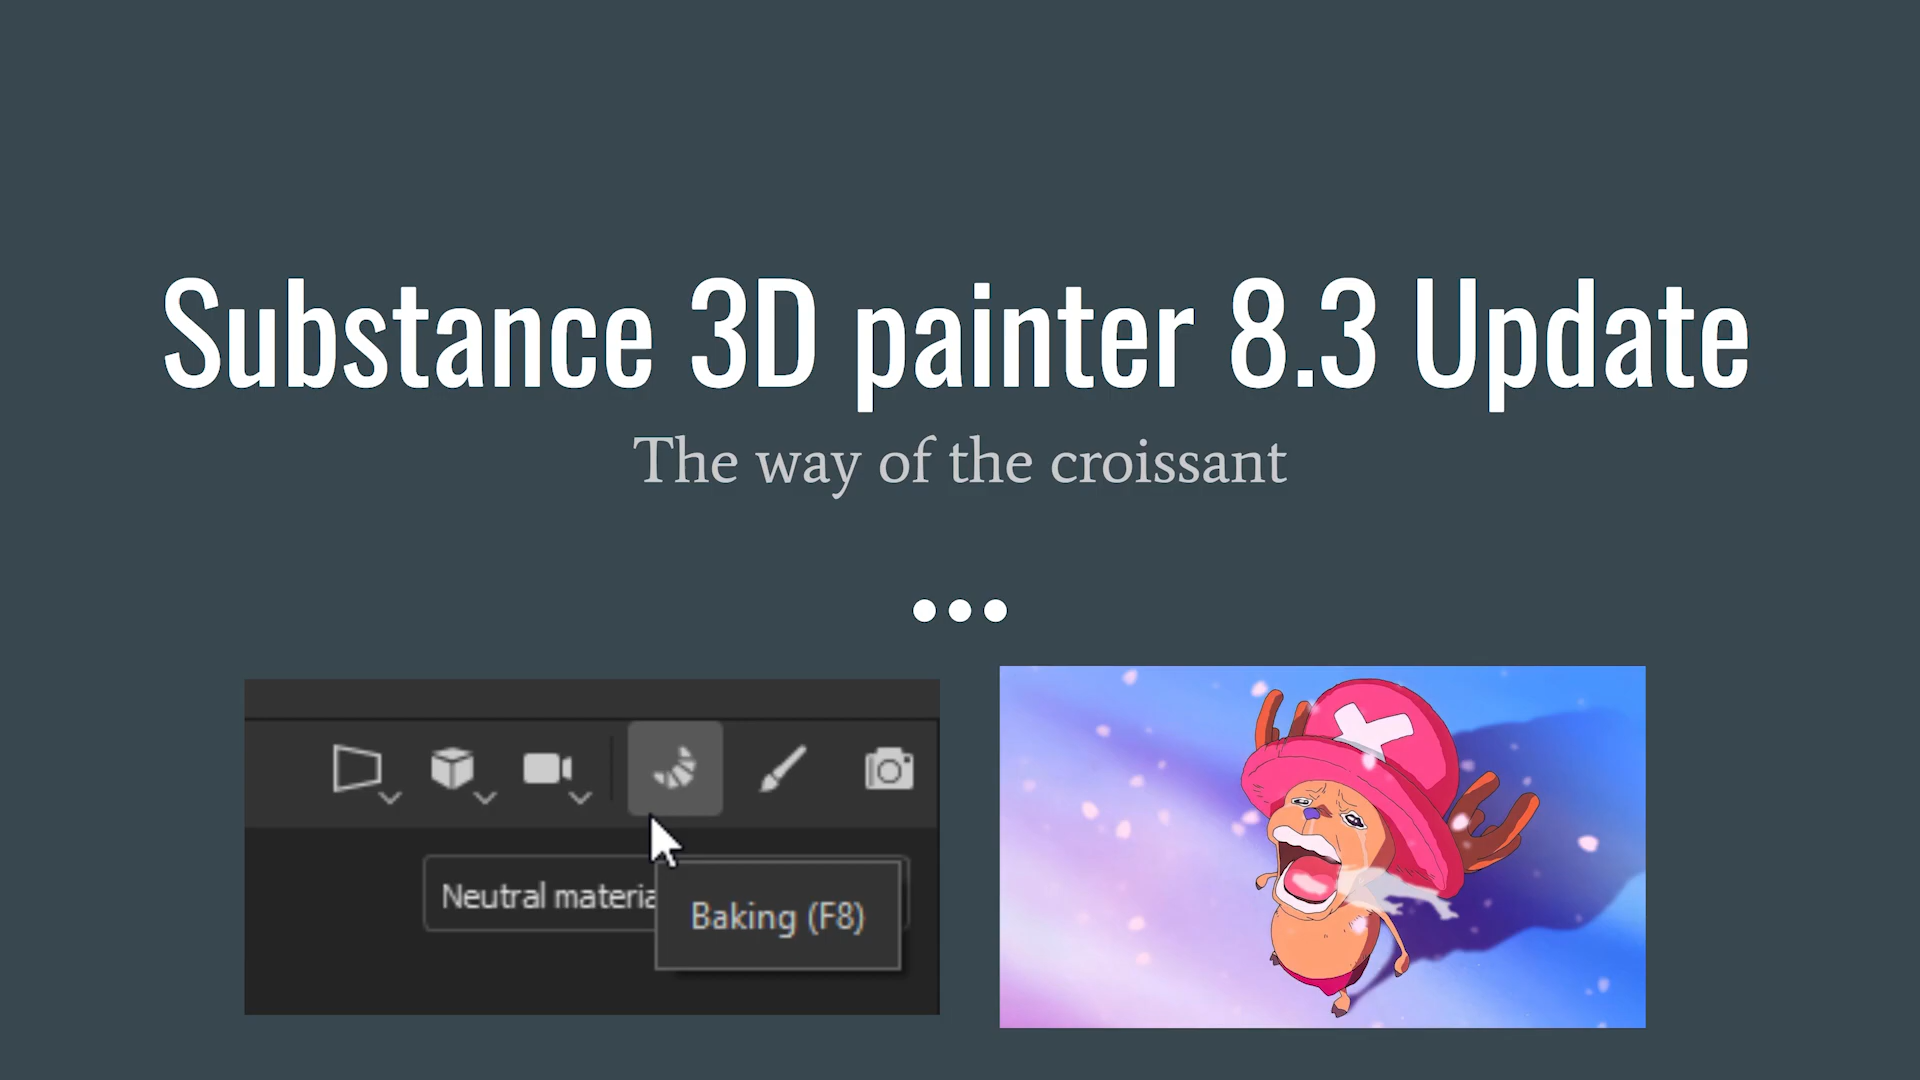 Substance 3D painter 8.3 Update
The way of the croissant
Neutral materia
Baking (F8)